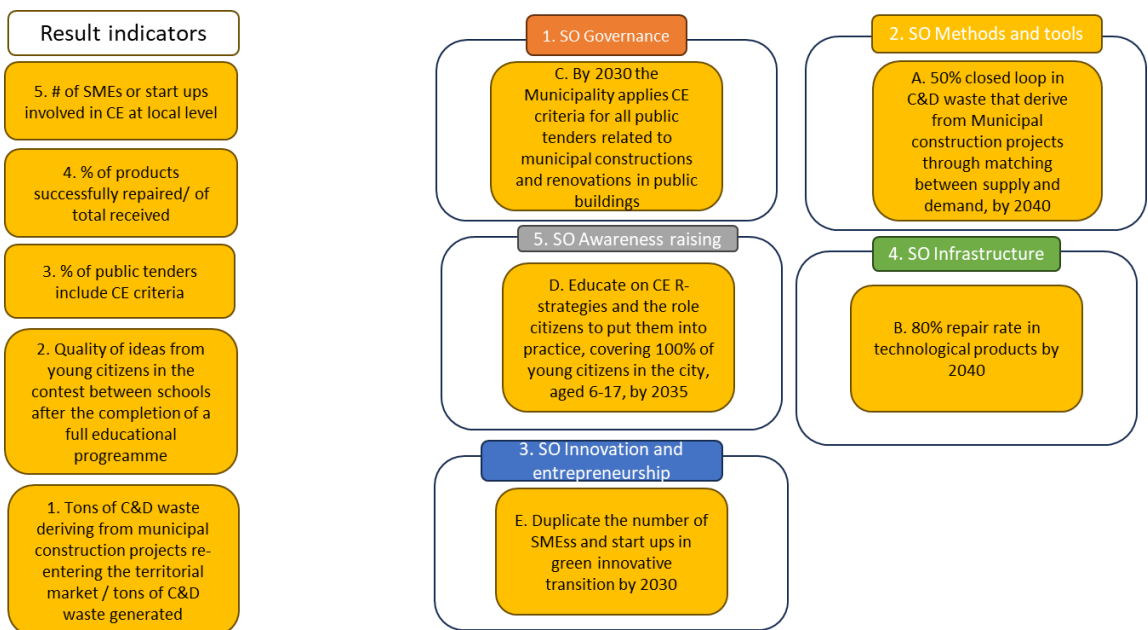 Result indicators
5. # of SMEs or start ups
involved in CE at local level
4. % of products
successfully repaired/ of
total received
3. % of public tenders
include CE criteria
2. Quality of ideas from
young citizens in the
contest between schools
after the completion of a
full educational
progreamme
1. Tons of C&D waste
deriving from municipal
construction projects re-
entering the territorial
market / tons of C&D
waste generated
1. SO Governance
C. By 2030 the
Municipality applies CE
criteria for all public
tenders related to
municipal constructions
and renovations in public
buildings
2. SO Methods and tools
A. 50% closed loop in
C&D waste that derive
from Municipal
construction projects
through matching
between supply and
demand, by 2040
5. SO Awareness raising
D. Educate on CE R-
strategies and the role
citizens to put them into
practice, covering 100% of
young citizens in the city,
aged 6-17, by 2035
4. SO Infrastructure
B. 80% repair rate in
technological products by
2040
3. SO Innovation and
entrepreneurship
E. Duplicate the number of
SMEss and start ups in
green innovative
transition by 2030